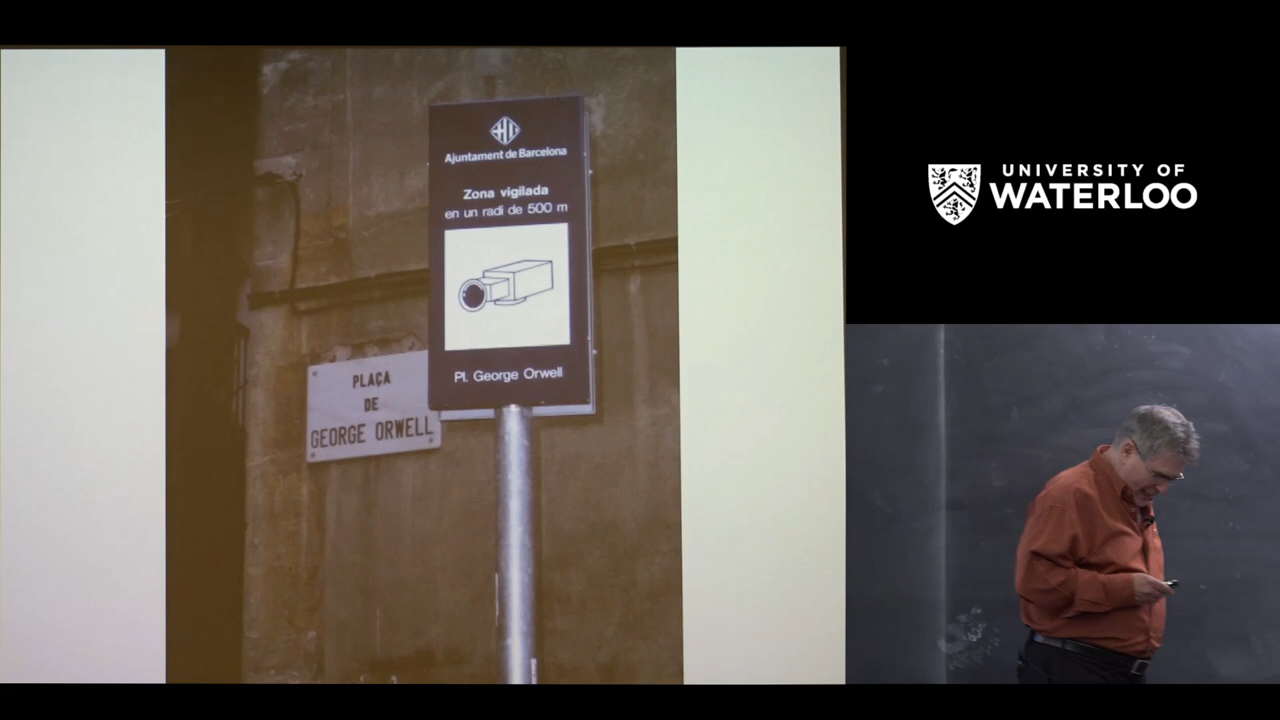 Ajuntament de Barcelona
Zona vigilada
en un radi de 500 m
Pl. George Orwell
PLAÇA
DE
GEORGE ORWELL
UNIVERSITY OF
WATERLOO